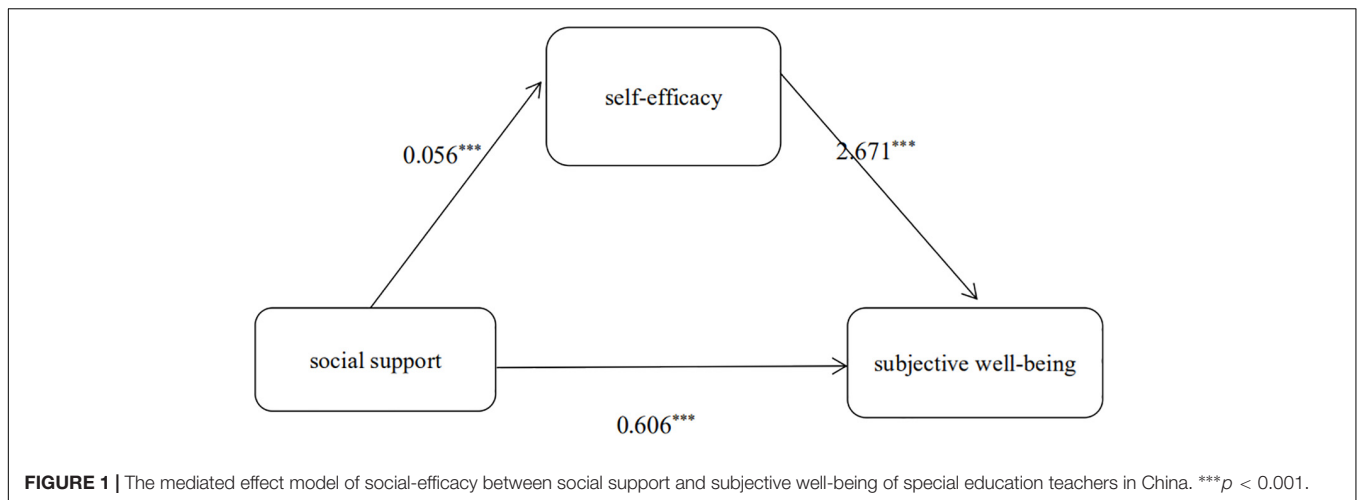 self-efficacy
0.056***
2.671***
social support
subjective well-being
0.606***
FIGURE 1 | The mediated effect model of social-efficacy between social support and subjective well-being of special education teachers in China. ***p < 0.001.